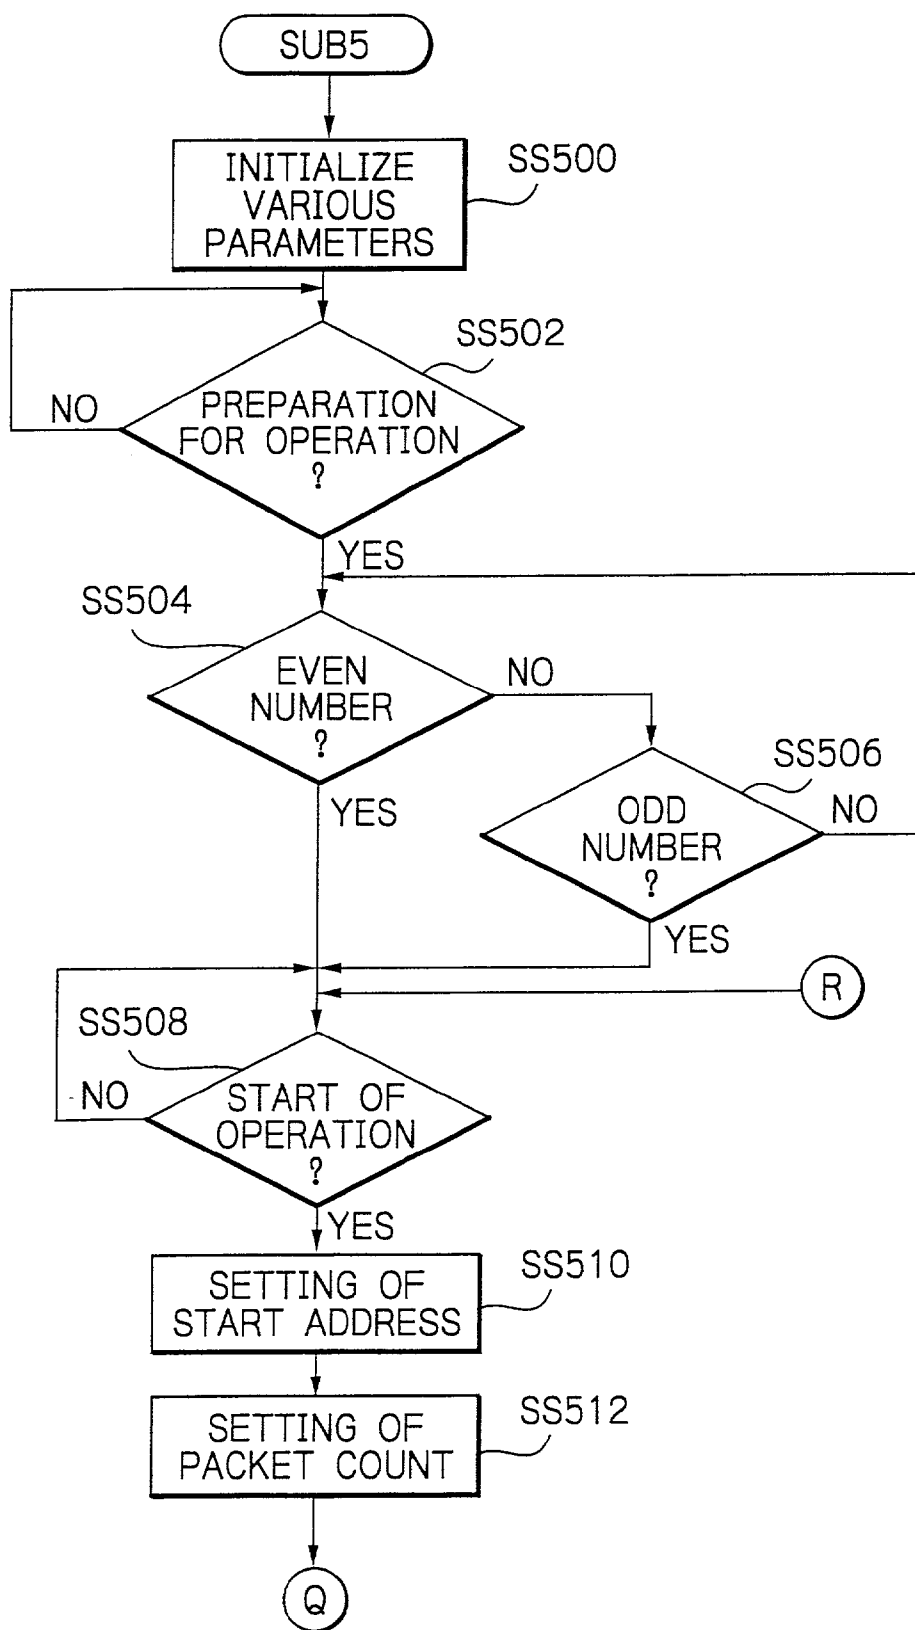 SUB5
INITIALIZE
VARIOUS
PARAMETERS
SS500
SS502
PREPARATION
FOR OPERATION
?
NO
YES
SS504
EVEN
NUMBER
?
NO
YES
SS506
ODD
NUMBER
?
NO
YES
R
SS508
START OF
OPERATION
?
NO
YES
SETTING OF
START ADDRESS
SS510
SETTING OF
PACKET COUNT
SS512
Q